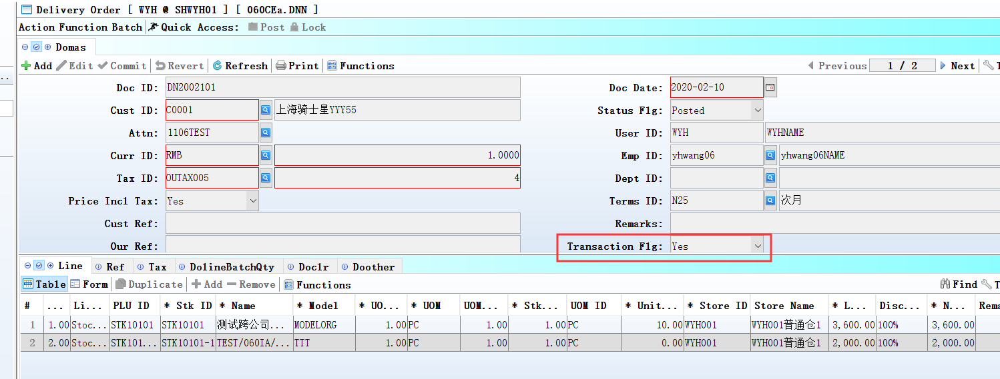 Delivery Order [ WYH @ SHWYH01 ] [ 060CEa.DNN ]
Action Function Batch Quick Access: Post Lock
Domas
Add Edit Commit Revert Refresh Print Functions Previous 1 / 2 Next
Doc ID: DN2002101 Doc Date: 2020-02-10
Cust ID: C0001 上海骑士星YYY55 Status Flg: Posted
Attn: 1106TEST User ID: WYH WYHNAME
Curr ID: RMB 1.0000 Emp ID: yhwang06 yhwang06NAME
Tax ID: OUTAX005 4 Dept ID:
Price Incl Tax: Yes Terms ID: N25 次月
Cust Ref: Remarks:
Our Ref: Transaction Flg: Yes
Line Ref Tax DolineBatchQty Doclr Doother
Table Form Duplicate Add Remove Functions Find
# ... Li... PLU ID * Stk ID * Name * Model * UO... * UOM UOM... * Stk... UOM ID * Unit... * Store ID Store Name * L... Disc... * N... Rema
1 1.00 Stoc... STK10101 STK10101 测试跨公司... MODELORG 1.00 PC 1.00 1.00 PC 10.00 WYH001 WYH001普通仓1 3,600.00 100% 3,600.00
2 2.00 Stoc... STK101... STK10101-1 TEST/060IA/... TTT 1.00 PC 1.00 1.00 PC 0.00 WYH001 WYH001普通仓1 2,000.00 100% 2,000.00